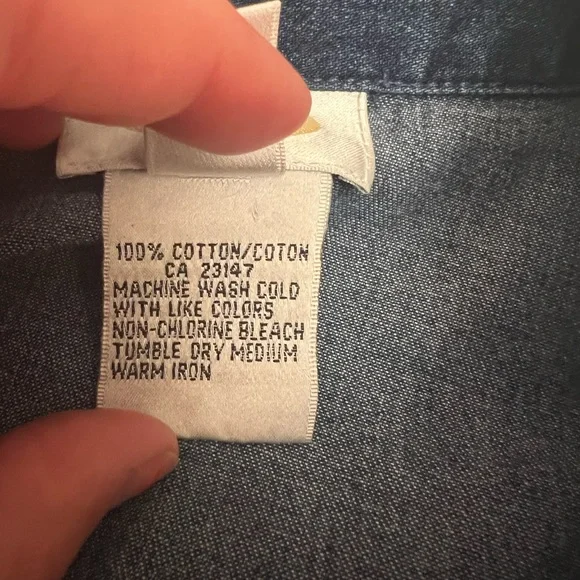 100% COTTON/COTON
CA 23147
MACHINE WASH COLD
WITH LIKE COLORS
NON-CHLORINE BLEACH
TUMBLE DRY MEDIUM
WARM IRON